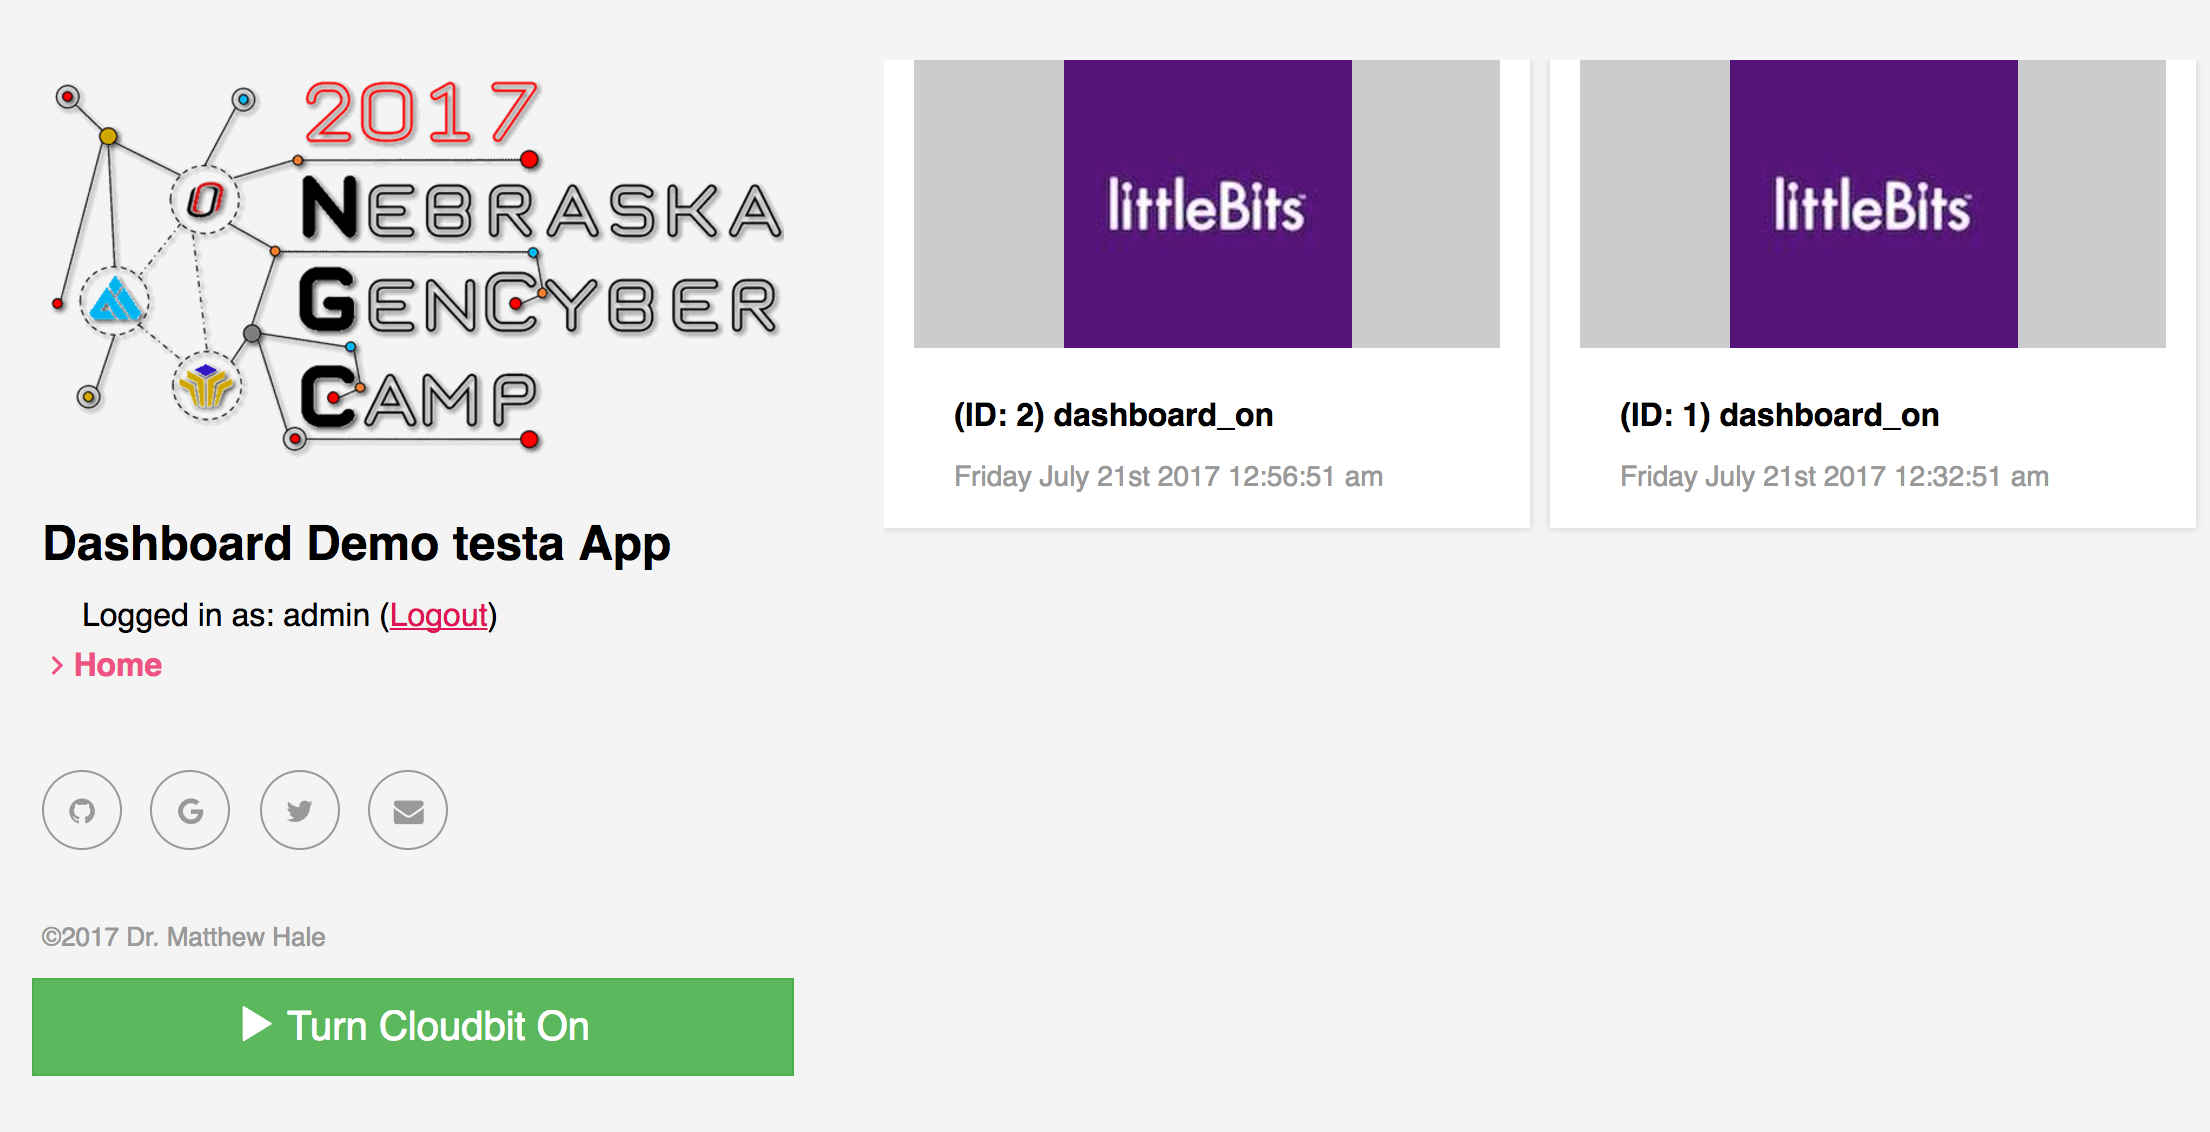 2017
NEBRASKA
GENCYBER
CAMP
Dashboard Demo testa App
Logged in as: admin (Logout)
Home
©2017 Dr. Matthew Hale
Turn Cloudbit On
littleBits™
(ID: 2) dashboard_on
Friday July 21st 2017 12:56:51 am
littleBits™
(ID: 1) dashboard_on
Friday July 21st 2017 12:32:51 am